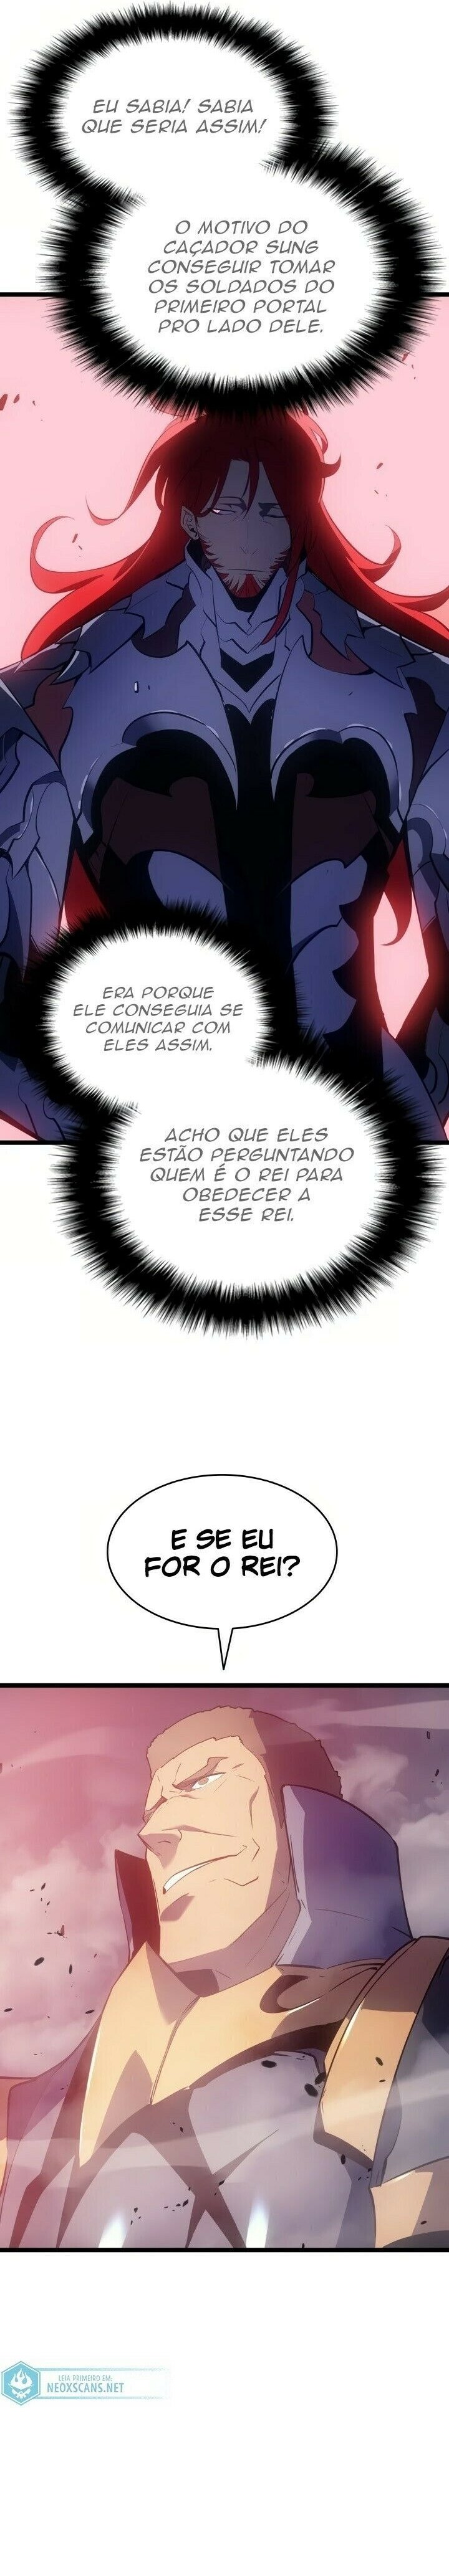 EU SABIA! SABIA
QUE SERIA ASSIM!
O MOTIVO DO
CAÇADOR SUNG
CONSEGUIR TOMAR
OS SOLDADOS DO
PRIMEIRO PORTAL
PRO LADO DELE,
ERA PORQUE
ELE CONSEGUIA SE
COMUNICAR COM
ELES ASSIM.
ACHO QUE ELES
ESTÃO PERGUNTANDO
QUEM É O REI PARA
OBEDECER A
ESSE REI.
E SE EU
FOR O REI?
LEIA PRIMEIRO EM:
NEOXSCANS.NET